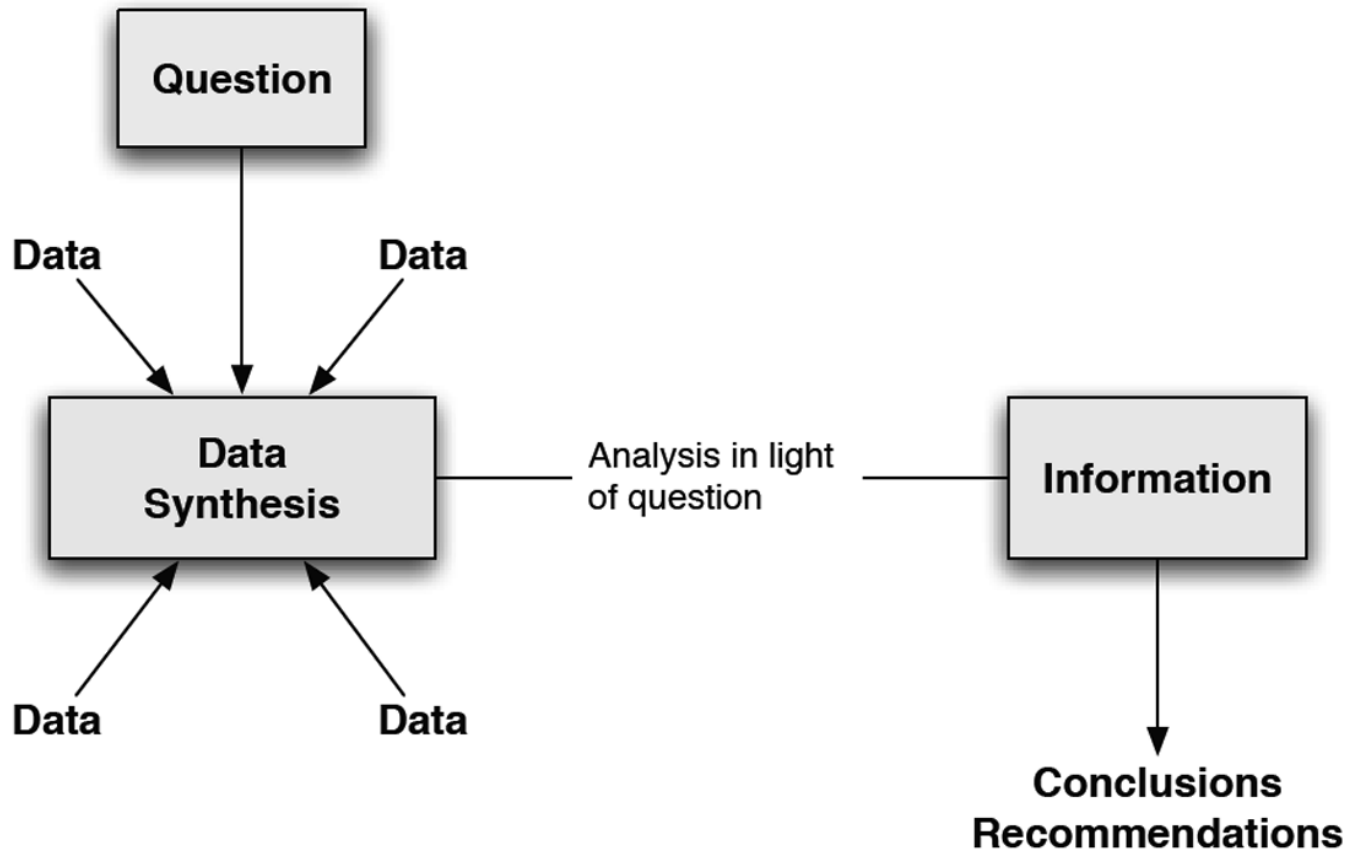 Question
Data
Data
Data
Synthesis
Analysis in light
of question
Information
Data
Data
Conclusions
Recommendations